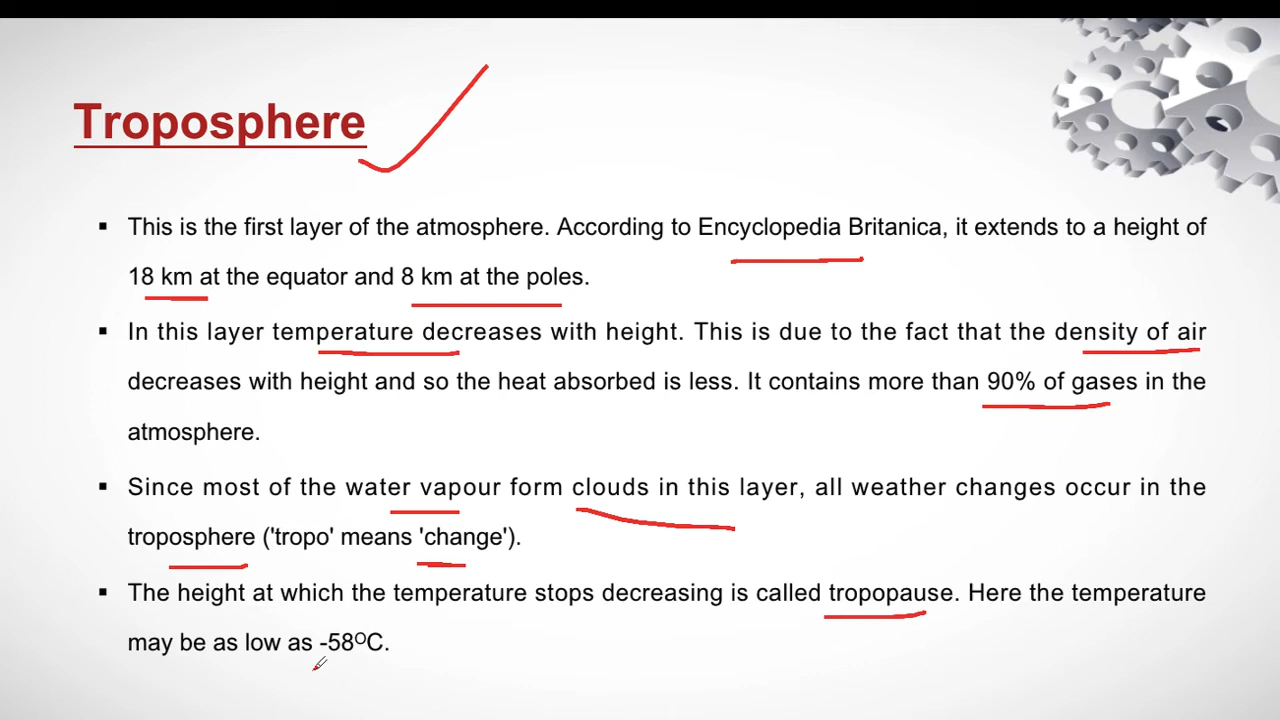 Troposphere
▪ This is the first layer of the atmosphere. According to Encyclopedia Britanica, it extends to a height of
18 km at the equator and 8 km at the poles.
▪ In this layer temperature decreases with height. This is due to the fact that the density of air
decreases with height and so the heat absorbed is less. It contains more than 90% of gases in the
atmosphere.
▪ Since most of the water vapour form clouds in this layer, all weather changes occur in the
troposphere ('tropo' means 'change').
▪ The height at which the temperature stops decreasing is called tropopause. Here the temperature
may be as low as -58⁰C.